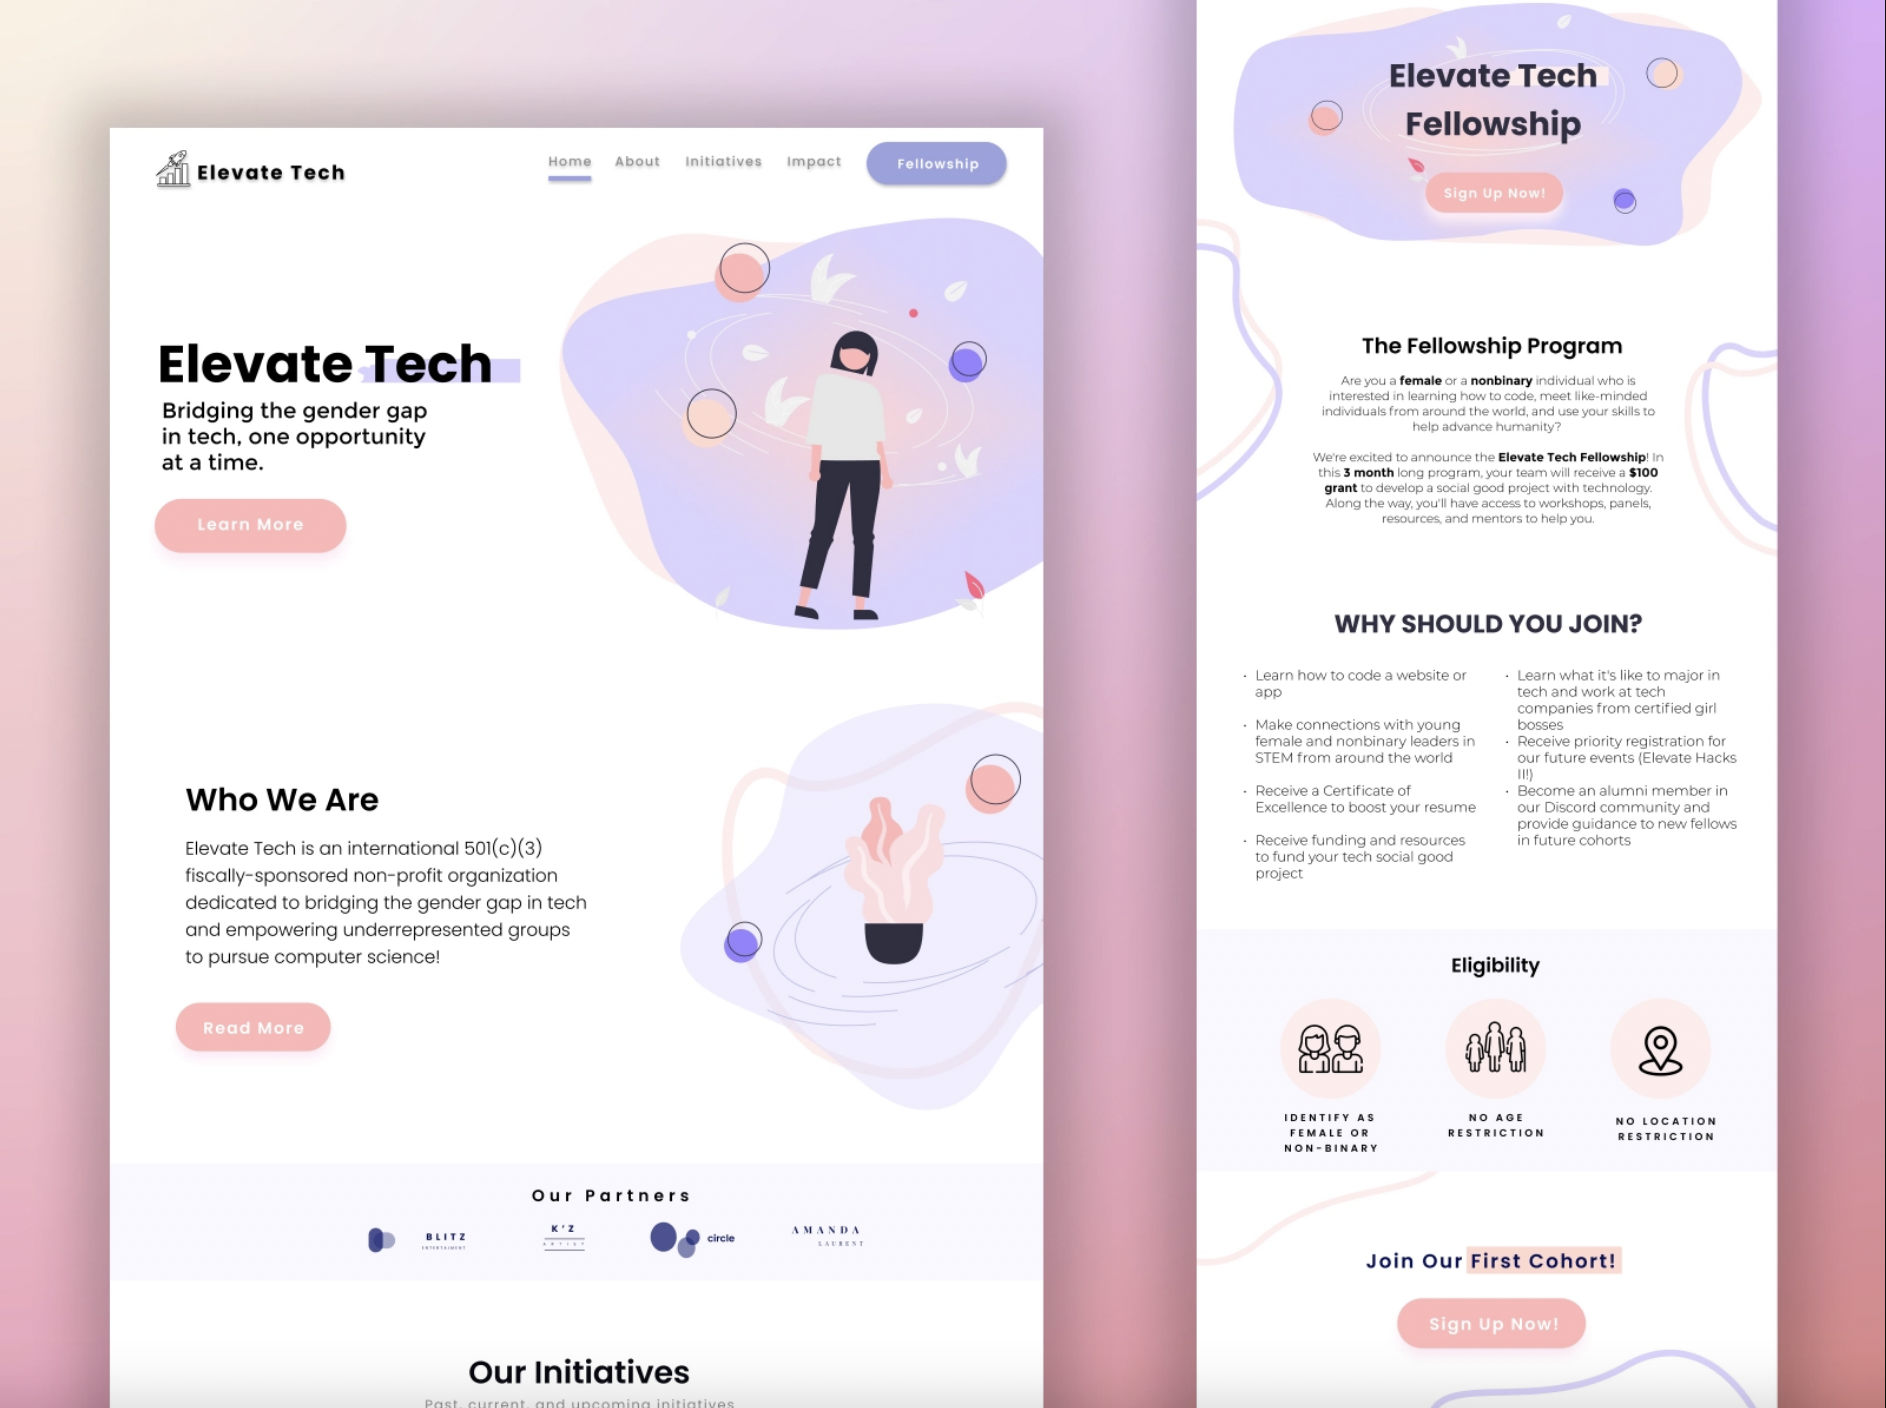 Elevate Tech
Home
About
Initiatives
Impact
Fellowship
Elevate Tech
Bridging the gender gap
in tech, one opportunity
at a time.
Learn More
Who We Are
Elevate Tech is an international 501(c)(3)
fiscally-sponsored non-profit organization
dedicated to bridging the gender gap in tech
and empowering underrepresented groups
to pursue computer science!
Read More
Our Partners
BLITZ
ENTERTAIMENT
K'Z
ARTIST
circle
AMANDA
LAURENT
Our Initiatives
Past, current, and upcoming initiatives
Elevate Tech
Fellowship
Sign Up Now!
The Fellowship Program
Are you a female or a nonbinary individual who is
interested in learning how to code, meet like-minded
individuals from around the world, and use your skills to
help advance humanity?
We're excited to announce the Elevate Tech Fellowship! In
this 3 month long program, your team will receive a $100
grant to develop a social good project with technology.
Along the way, you'll have access to workshops, panels,
resources, and mentors to help you.
WHY SHOULD YOU JOIN?
· Learn how to code a website or
app
· Make connections with young
female and nonbinary leaders in
STEM from around the world
· Receive a Certificate of
Excellence to boost your resume
· Receive funding and resources
to fund your tech social good
project
· Learn what it's like to major in
tech and work at tech
companies from certified girl
bosses
· Receive priority registration for
our future events (Elevate Hacks
II!)
· Become an alumni member in
our Discord community and
provide guidance to new fellows
in future cohorts
Eligibility
IDENTIFY AS
FEMALE OR
NON-BINARY
NO AGE
RESTRICTION
NO LOCATION
RESTRICTION
Join Our First Cohort!
Sign Up Now!